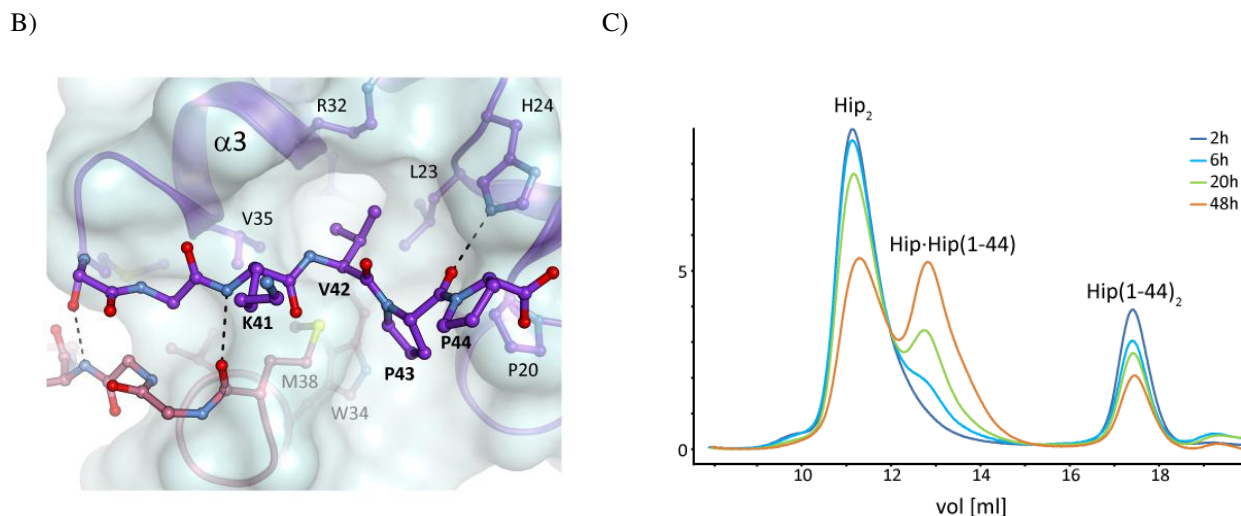 B)
C)
R32
H24
α3
L23
V35
V42
K41
P44
M38
P43
P20
W34
Hip₂
2h
6h
20h
48h
Hip·Hip(1-44)
5
Hip(1-44)₂
0
10 11 12 14 16 18
vol [ml]